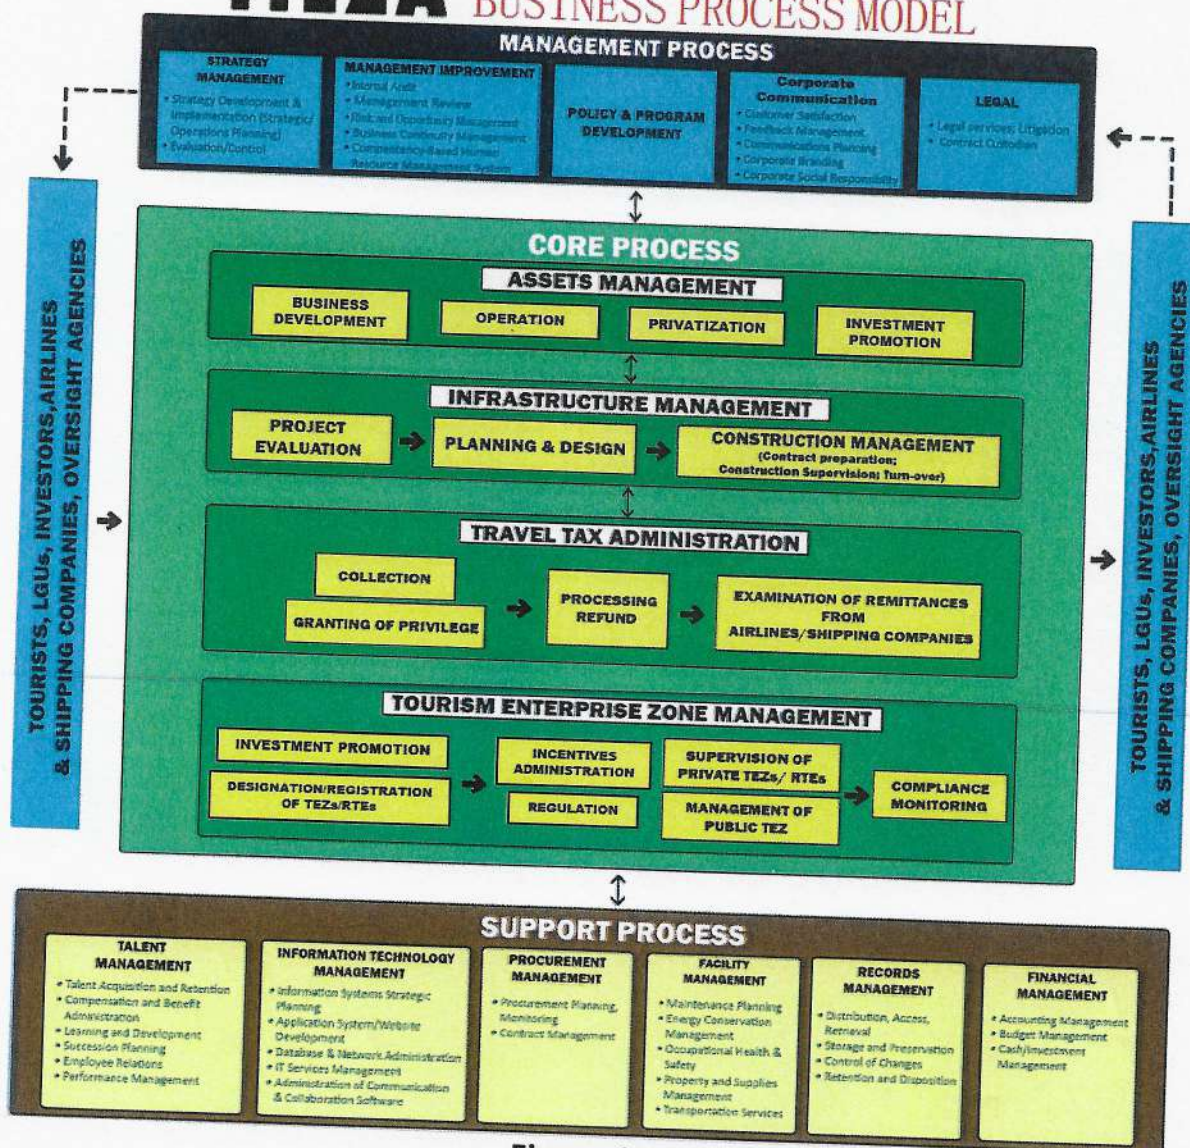 BUSINESS PROCESS MODEL
MANAGEMENT PROCESS
STRATEGY
MANAGEMENT
• Strategy Development &
Implementation (Strategic/
Operations Planning)
• Evaluation/Control
MANAGEMENT IMPROVEMENT
• Internal Audit
• Management Review
• Risk and Opportunity Management
• Business Continuity Management
• Competency-Based Human
Resource Management System
POLICY & PROGRAM
DEVELOPMENT
Corporate
Communication
• Customer Satisfaction
• Feedback Management
• Communications Planning
• Corporate Branding
• Corporate Social Responsibility
LEGAL
• Legal services; Litigation
• Contract Custodian
TOURISTS, LGUs, INVESTORS,AIRLINES
& SHIPPING COMPANIES, OVERSIGHT AGENCIES
CORE PROCESS
ASSETS MANAGEMENT
BUSINESS
DEVELOPMENT
OPERATION
PRIVATIZATION
INVESTMENT
PROMOTION
INFRASTRUCTURE MANAGEMENT
PROJECT
EVALUATION
PLANNING & DESIGN
CONSTRUCTION MANAGEMENT
(Contract preparation;
Construction Supervision; Turn-over)
TRAVEL TAX ADMINISTRATION
COLLECTION
GRANTING OF PRIVILEGE
PROCESSING
REFUND
EXAMINATION OF REMITTANCES
FROM
AIRLINES/SHIPPING COMPANIES
TOURISM ENTERPRISE ZONE MANAGEMENT
INVESTMENT PROMOTION
DESIGNATION/REGISTRATION
OF TEZs/RTEs
INCENTIVES
ADMINISTRATION
REGULATION
SUPERVISION OF
PRIVATE TEZs/ RTEs
MANAGEMENT OF
PUBLIC TEZ
COMPLIANCE
MONITORING
TOURISTS, LGUs, INVESTORS,AIRLINES
& SHIPPING COMPANIES, OVERSIGHT AGENCIES
SUPPORT PROCESS
TALENT
MANAGEMENT
• Talent Acquisition and Retention
• Compensation and Benefit
Administration
• Learning and Development
• Succession Planning
• Employee Relations
• Performance Management
INFORMATION TECHNOLOGY
MANAGEMENT
• Information Systems Strategic
Planning
• Application System/Website
Development
• Database & Network Administration
• IT Services Management
• Administration of Communication
& Collaboration Software
PROCUREMENT
MANAGEMENT
• Procurement Planning,
Monitoring
• Contract Management
FACILITY
MANAGEMENT
• Maintenance Planning
• Energy Conservation
Management
• Occupational Health &
Safety
• Property and Supplies
Management
• Transportation Services
RECORDS
MANAGEMENT
• Distribution, Access,
Retrieval
• Storage and Preservation
• Control of Changes
• Retention and Disposition
FINANCIAL
MANAGEMENT
• Accounting Management
• Budget Management
• Cash/Investment
Management